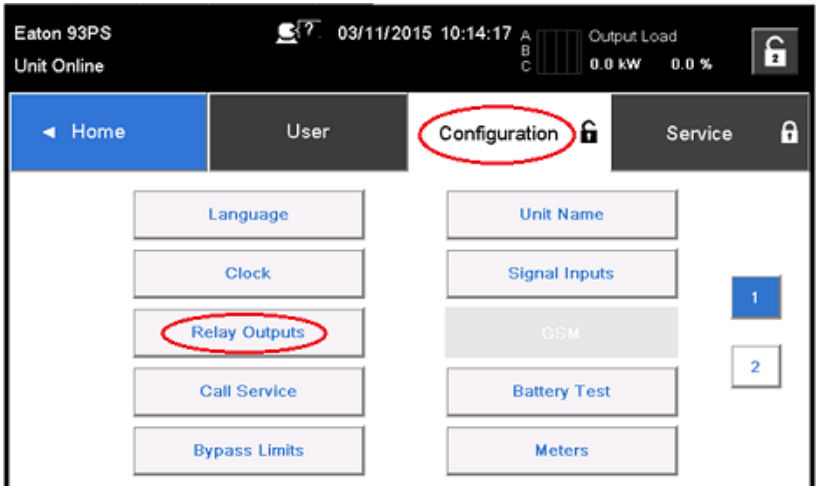 Eaton 93PS
Unit Online
? 03/11/2015 10:14:17
A
B
C
Output Load
0.0 kW 0.0 %
2
◄ Home
User
Configuration
Service
1
Language
Unit Name
Clock
Signal Inputs
Relay Outputs
GSM
Call Service
Battery Test
Bypass Limits
Meters
1
2